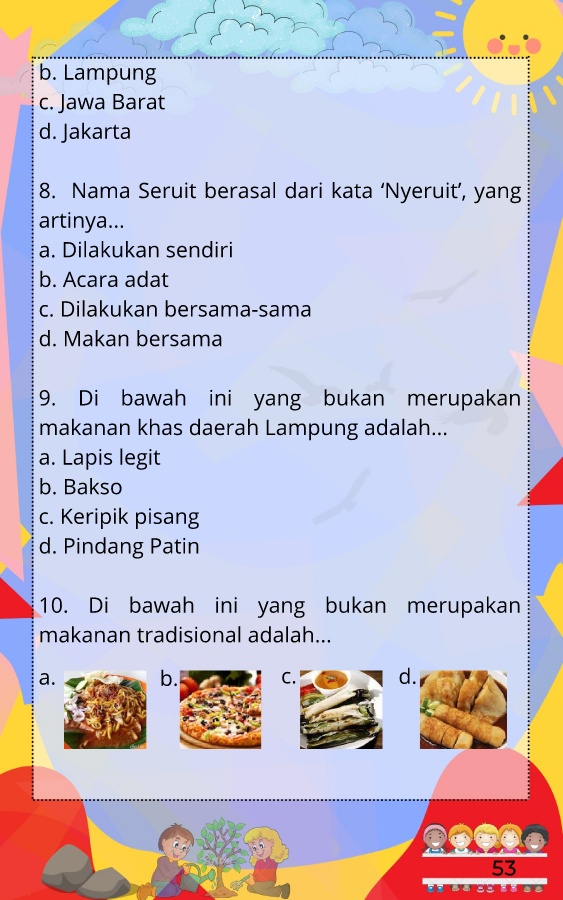 b. Lampung
c. Jawa Barat
d. Jakarta
8. Nama Seruit berasal dari kata ‘Nyeruit’, yang
artinya...
a. Dilakukan sendiri
b. Acara adat
c. Dilakukan bersama-sama
d. Makan bersama
9. Di bawah ini yang bukan merupakan
makanan khas daerah Lampung adalah...
a. Lapis legit
b. Bakso
c. Keripik pisang
d. Pindang Patin
10. Di bawah ini yang bukan merupakan
makanan tradisional adalah...
a. b. c. d.
53